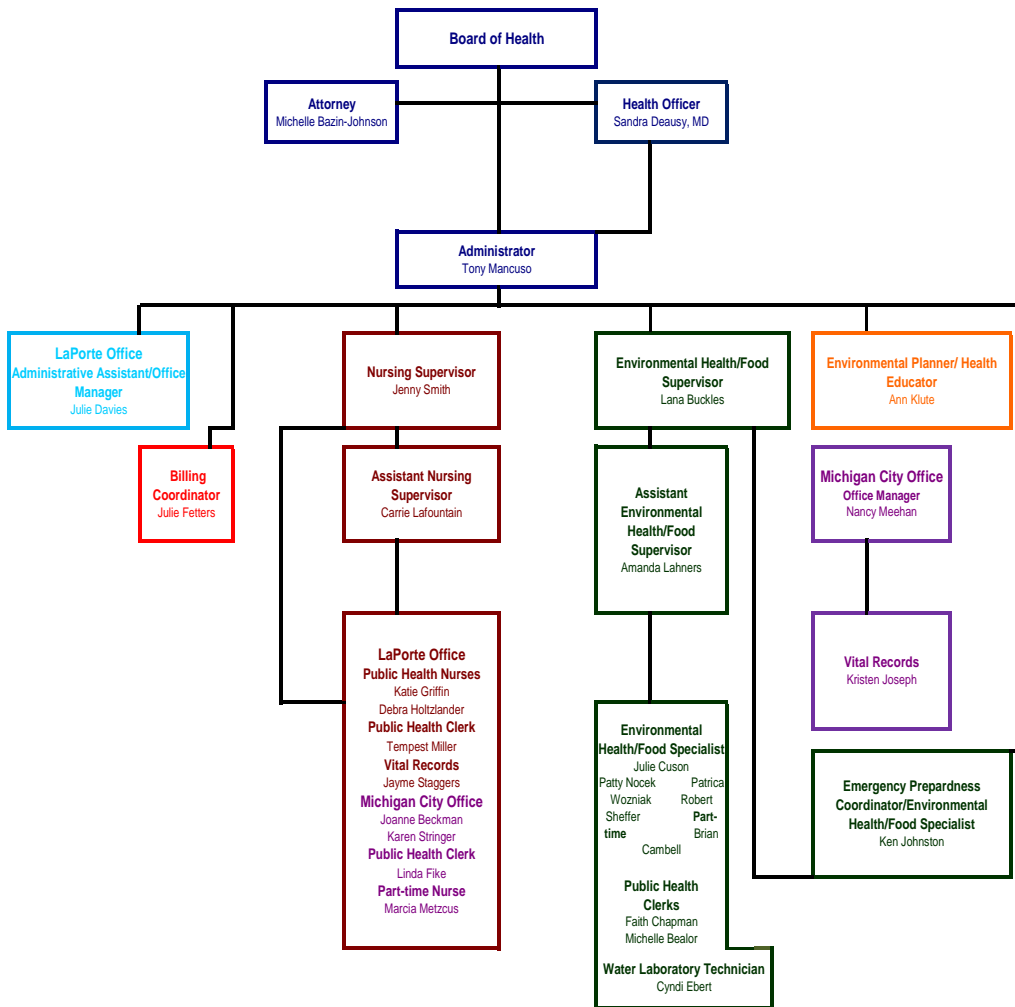 Board of Health
Attorney
Michelle Bazin-Johnson
Health Officer
Sandra Deausy, MD
Administrator
Tony Mancuso
LaPorte Office
Administrative Assistant/Office
Manager
Julie Davies
Nursing Supervisor
Jenny Smith
Environmental Health/Food
Supervisor
Lana Buckles
Environmental Planner/ Health
Educator
Ann Klute
Billing
Coordinator
Julie Fetters
Assistant Nursing
Supervisor
Carrie Lafountain
Assistant
Environmental
Health/Food
Supervisor
Amanda Lahners
Michigan City Office
Office Manager
Nancy Meehan
LaPorte Office
Public Health Nurses
Katie Griffin
Debra Holtzlander
Public Health Clerk
Tempest Miller
Vital Records
Jayme Staggers
Michigan City Office
Joanne Beckman
Karen Stringer
Public Health Clerk
Linda Fike
Part-time Nurse
Marcia Metzcus
Vital Records
Kristen Joseph
Environmental
Health/Food Specialist
Julie Cuson
Patty Nocek Patrica
Wozniak Robert
Sheffer Part-
time Brian
Cambell
Public Health
Clerks
Faith Chapman
Michelle Bealor
Water Laboratory Technician
Cyndi Ebert
Emergency Prepardness
Coordinator/Environmental
Health/Food Specialist
Ken Johnston